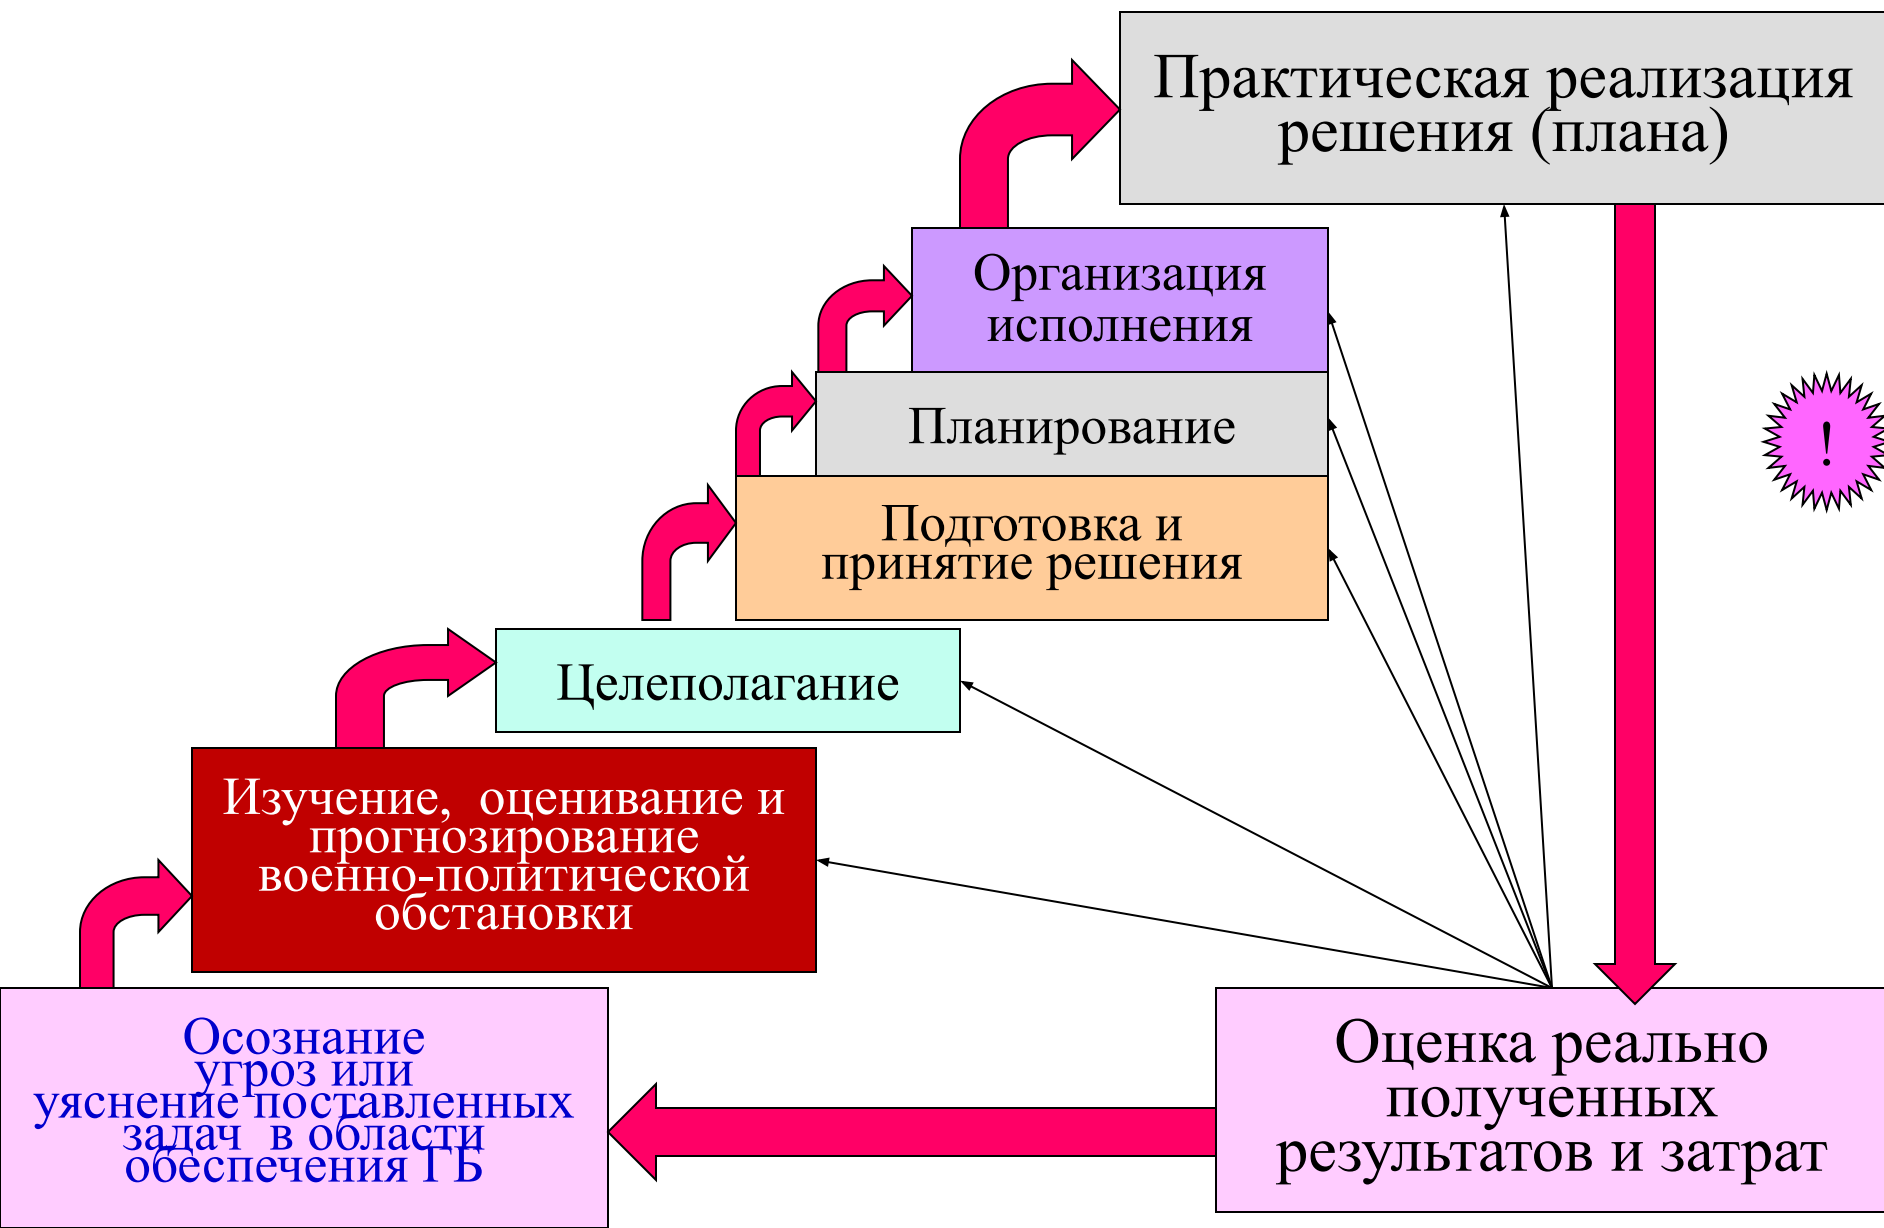 Практическая реализация
решения (плана)
Организация
исполнения
Планирование
!
Подготовка и
принятие решения
Целеполагание
Изучение, оценивание и
прогнозирование
военно-политической
обстановки
Осознание
угроз или
уяснение поставленных
задач в области
обеспечения ГБ
Оценка реально
полученных
результатов и затрат